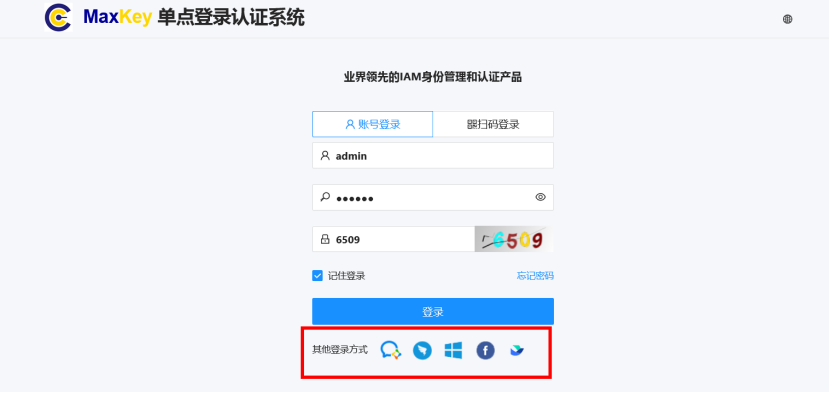 MaxKey 单点登录认证系统
业界领先的IAM身份管理和认证产品
账号登录 扫码登录
admin
••••••
6509 6509
记住登录 忘记密码
登录
其他登录方式